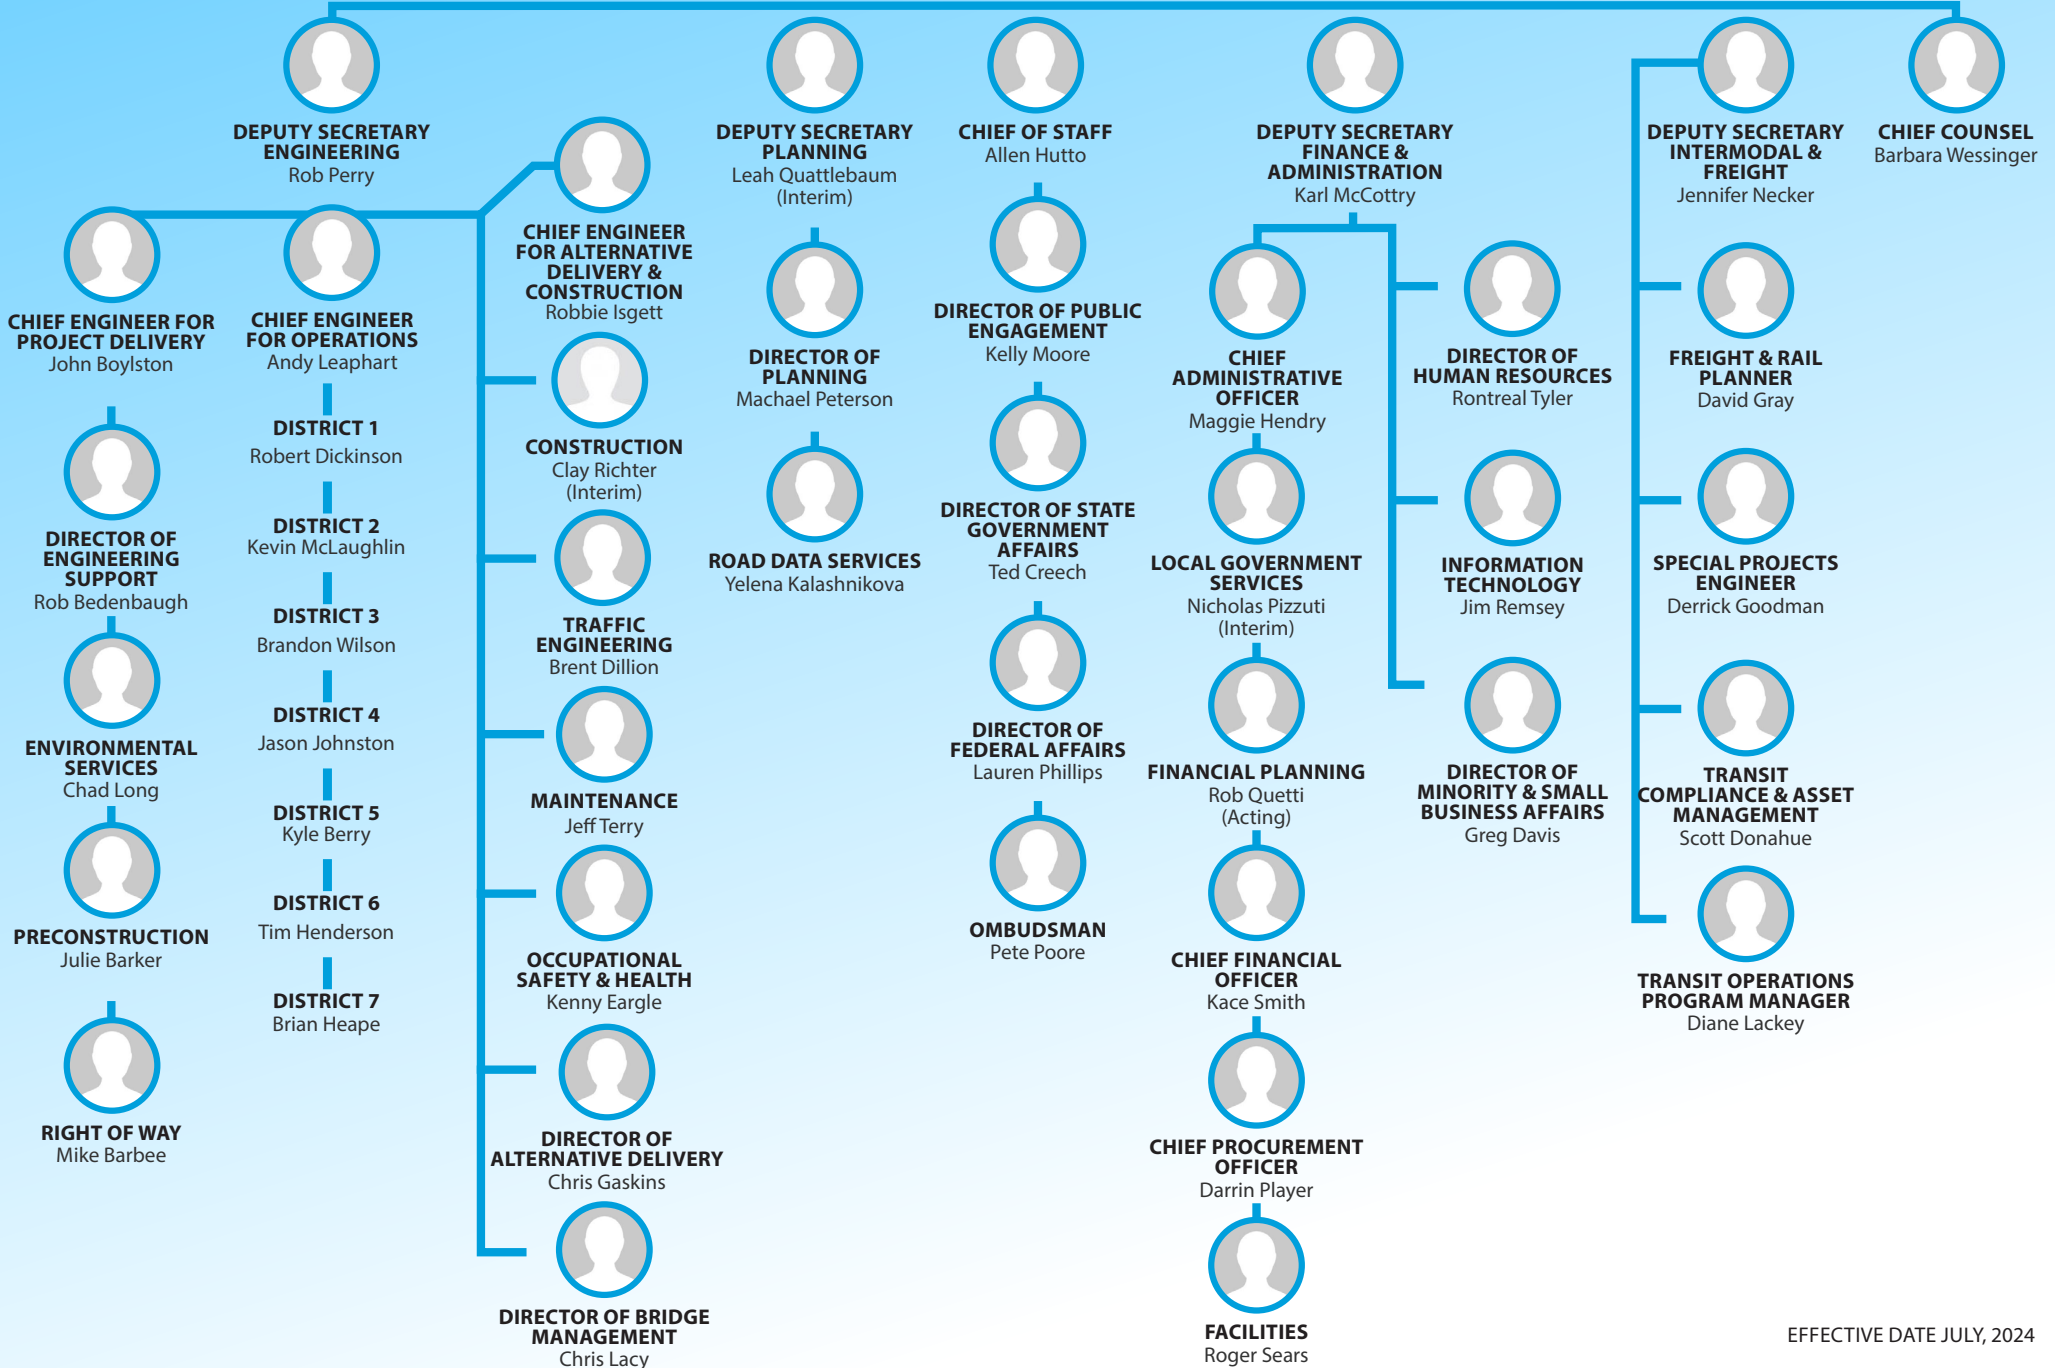 DEPUTY SECRETARY
ENGINEERING
Rob Perry
CHIEF ENGINEER FOR
PROJECT DELIVERY
John Boylston
DIRECTOR OF
ENGINEERING
SUPPORT
Rob Bedenbaugh
ENVIRONMENTAL
SERVICES
Chad Long
PRECONSTRUCTION
Julie Barker
RIGHT OF WAY
Mike Barbee
CHIEF ENGINEER
FOR OPERATIONS
Andy Leaphart
DISTRICT 1
Robert Dickinson
DISTRICT 2
Kevin McLaughlin
DISTRICT 3
Brandon Wilson
DISTRICT 4
Jason Johnston
DISTRICT 5
Kyle Berry
DISTRICT 6
Tim Henderson
DISTRICT 7
Brian Heape
CHIEF ENGINEER
FOR ALTERNATIVE
DELIVERY &
CONSTRUCTION
Robbie Isgett
CONSTRUCTION
Clay Richter
(Interim)
TRAFFIC
ENGINEERING
Brent Dillion
MAINTENANCE
Jeff Terry
OCCUPATIONAL
SAFETY & HEALTH
Kenny Eargle
DIRECTOR OF
ALTERNATIVE DELIVERY
Chris Gaskins
DIRECTOR OF BRIDGE
MANAGEMENT
Chris Lacy
DEPUTY SECRETARY
PLANNING
Leah Quattlebaum
(Interim)
DIRECTOR OF
PLANNING
Machael Peterson
ROAD DATA SERVICES
Yelena Kalashnikova
CHIEF OF STAFF
Allen Hutto
DIRECTOR OF PUBLIC
ENGAGEMENT
Kelly Moore
DIRECTOR OF STATE
GOVERNMENT
AFFAIRS
Ted Creech
DIRECTOR OF
FEDERAL AFFAIRS
Lauren Phillips
OMBUDSMAN
Pete Poore
DEPUTY SECRETARY
FINANCE &
ADMINISTRATION
Karl McCottry
CHIEF
ADMINISTRATIVE
OFFICER
Maggie Hendry
LOCAL GOVERNMENT
SERVICES
Nicholas Pizzuti
(Interim)
FINANCIAL PLANNING
Rob Quetti
(Acting)
CHIEF FINANCIAL
OFFICER
Kace Smith
CHIEF PROCUREMENT
OFFICER
Darrin Player
FACILITIES
Roger Sears
DIRECTOR OF
HUMAN RESOURCES
Rontreal Tyler
INFORMATION
TECHNOLOGY
Jim Remsey
DIRECTOR OF
MINORITY & SMALL
BUSINESS AFFAIRS
Greg Davis
DEPUTY SECRETARY
INTERMODAL &
FREIGHT
Jennifer Necker
FREIGHT & RAIL
PLANNER
David Gray
SPECIAL PROJECTS
ENGINEER
Derrick Goodman
TRANSIT
COMPLIANCE & ASSET
MANAGEMENT
Scott Donahue
TRANSIT OPERATIONS
PROGRAM MANAGER
Diane Lackey
CHIEF COUNSEL
Barbara Wessinger
EFFECTIVE DATE JULY, 2024